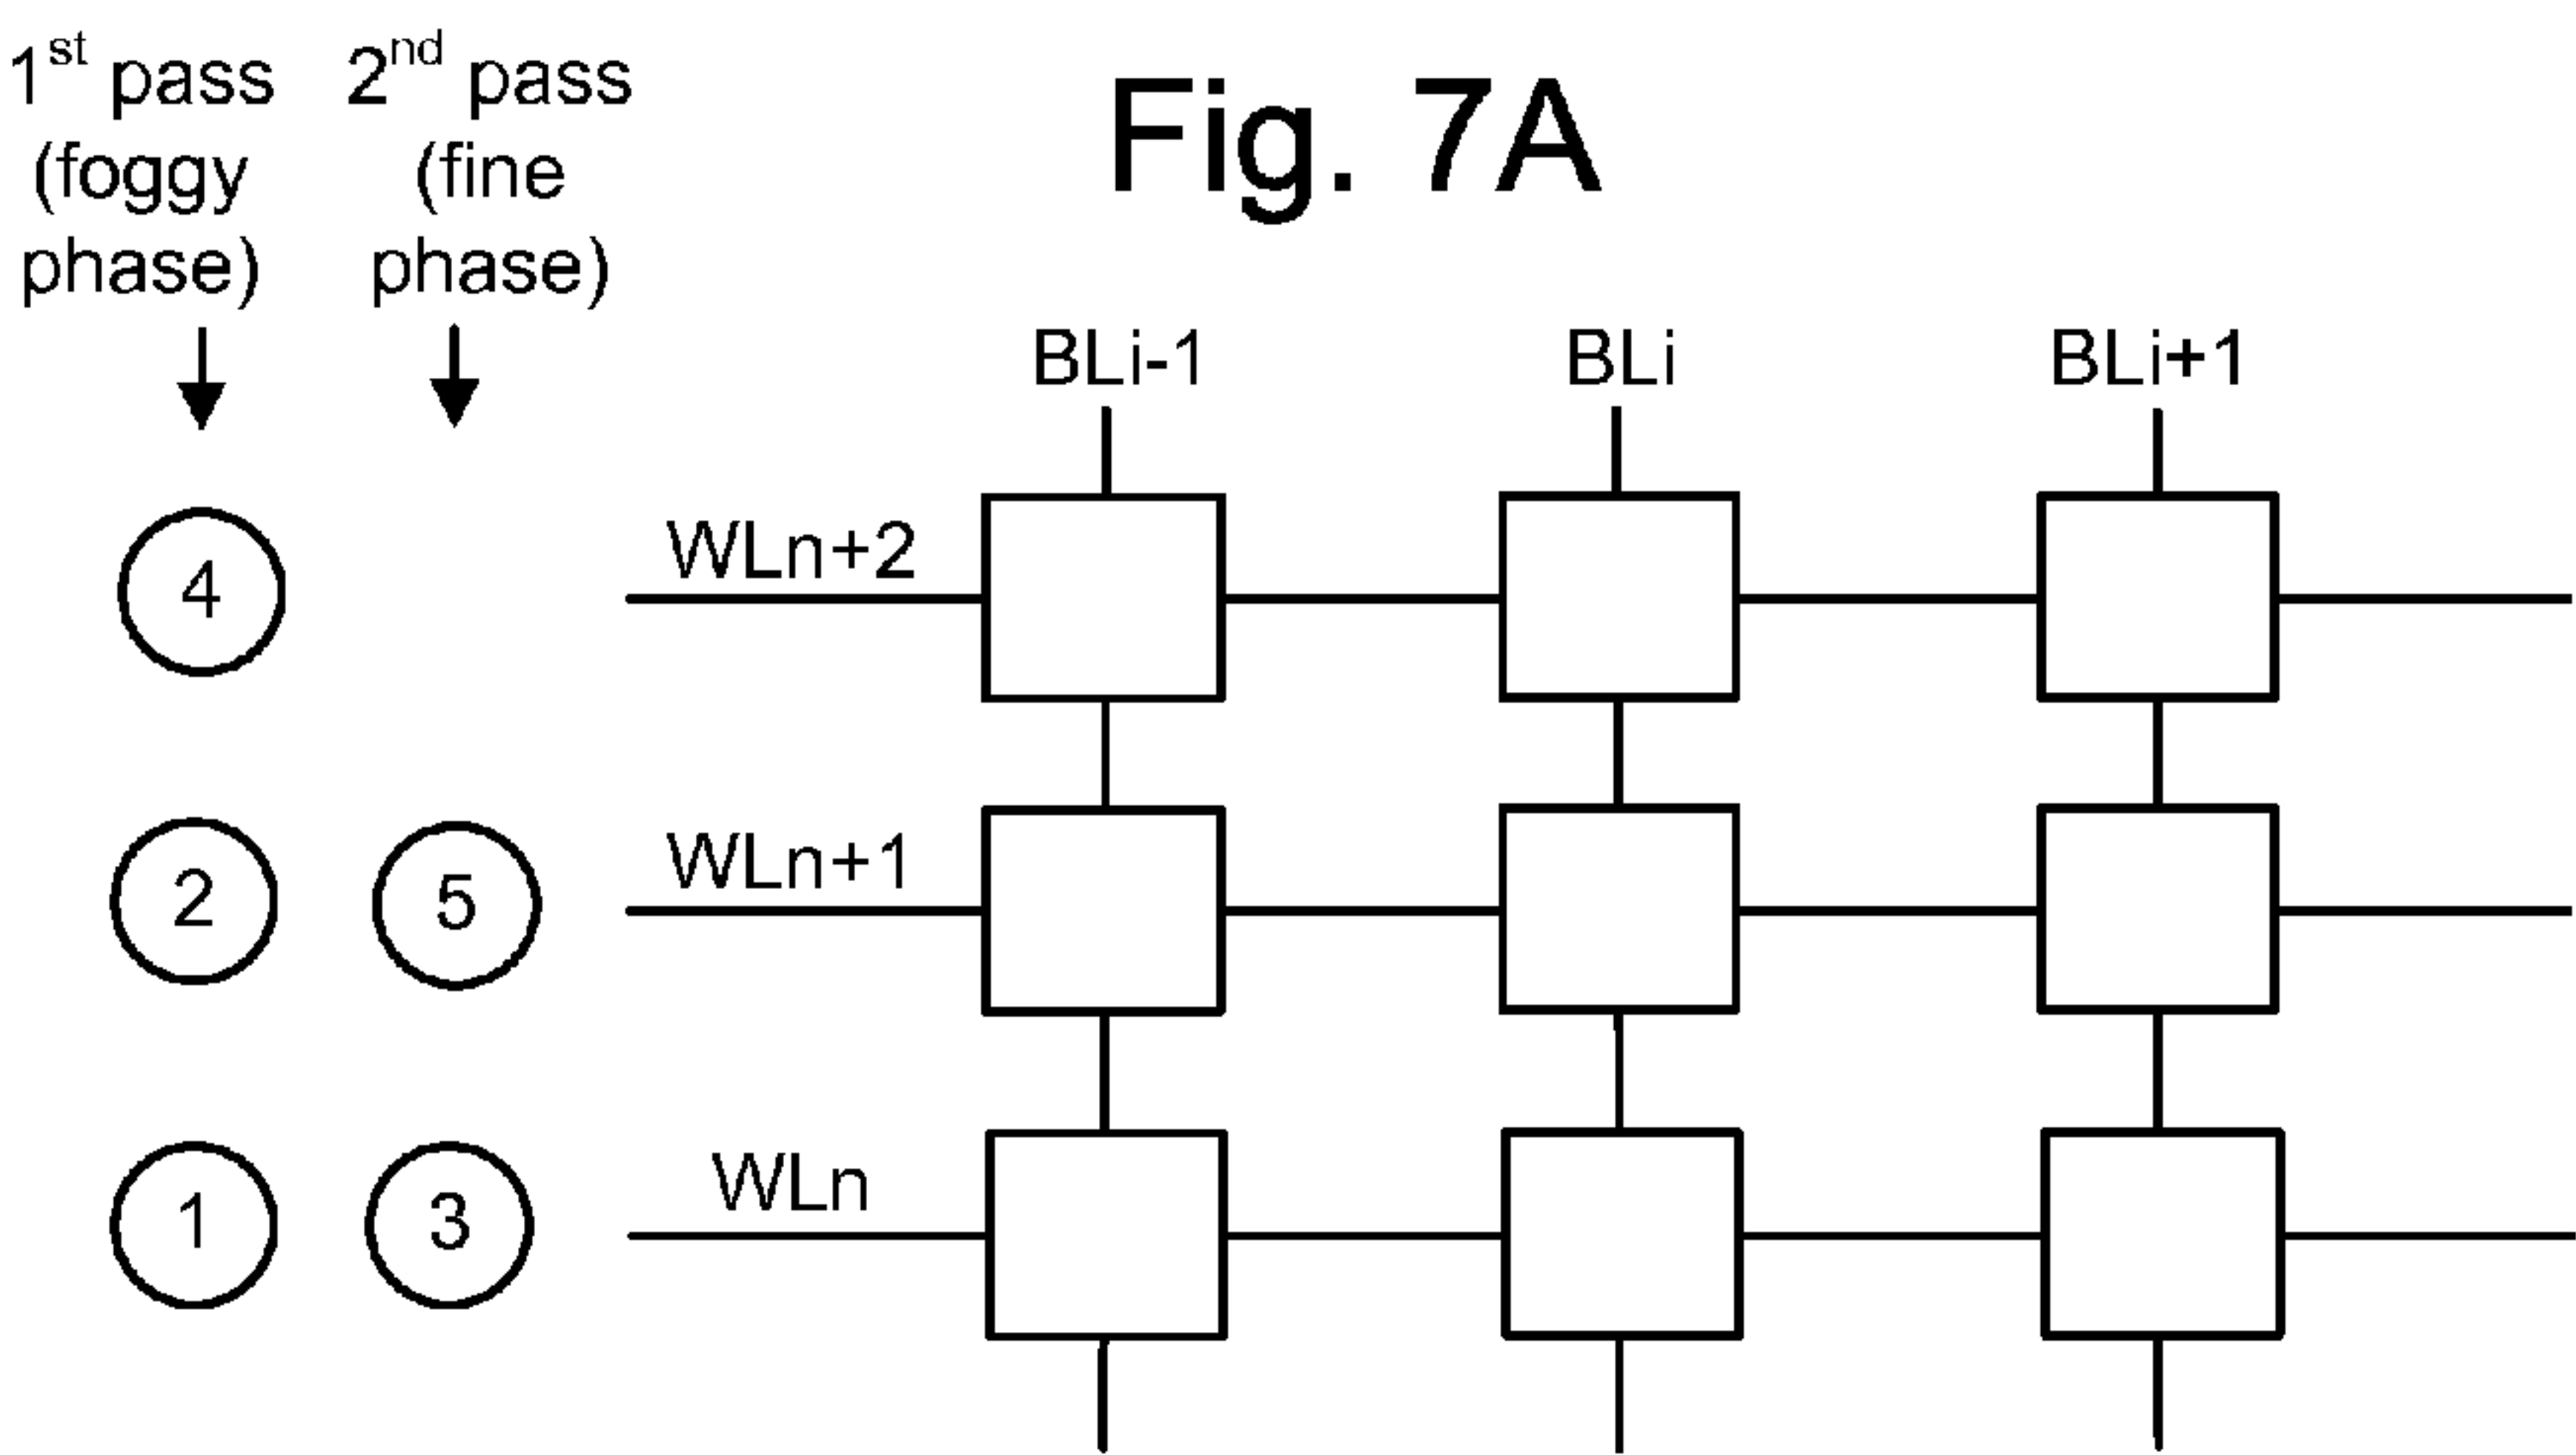 1st pass
(foggy
phase)
2nd pass
(fine
phase)
Fig. 7A
BLi-1
BLi
BLi+1
4
WLn+2
2
5
WLn+1
1
3
WLn